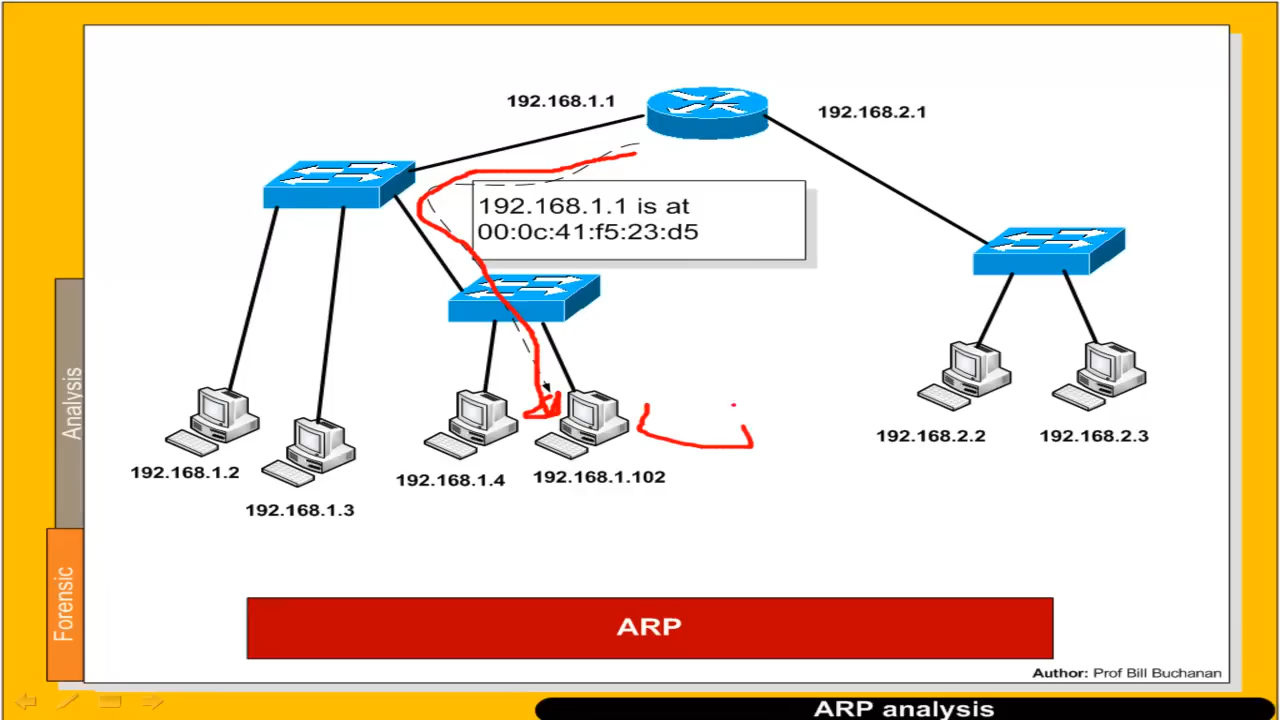 192.168.1.1
192.168.2.1
192.168.1.1 is at
00:0c:41:f5:23:d5
Analysis
192.168.2.2
192.168.2.3
192.168.1.2
192.168.1.4
192.168.1.102
192.168.1.3
Forensic
ARP
Author: Prof Bill Buchanan
ARP analysis